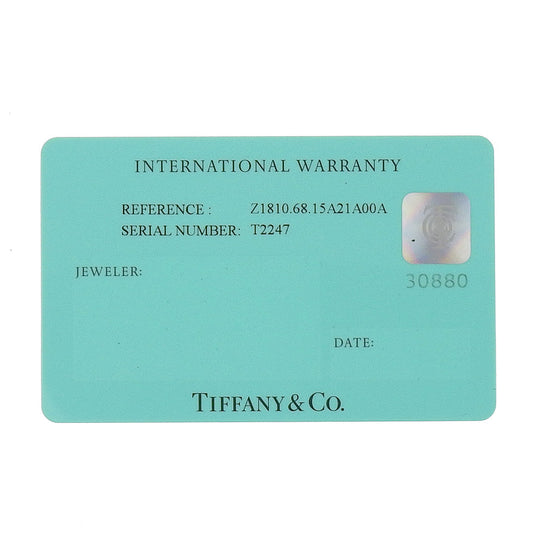 INTERNATIONAL WARRANTY
REFERENCE : Z1810.68.15A21A00A
SERIAL NUMBER: T2247
JEWELER:
30880
DATE:
TIFFANY & CO.